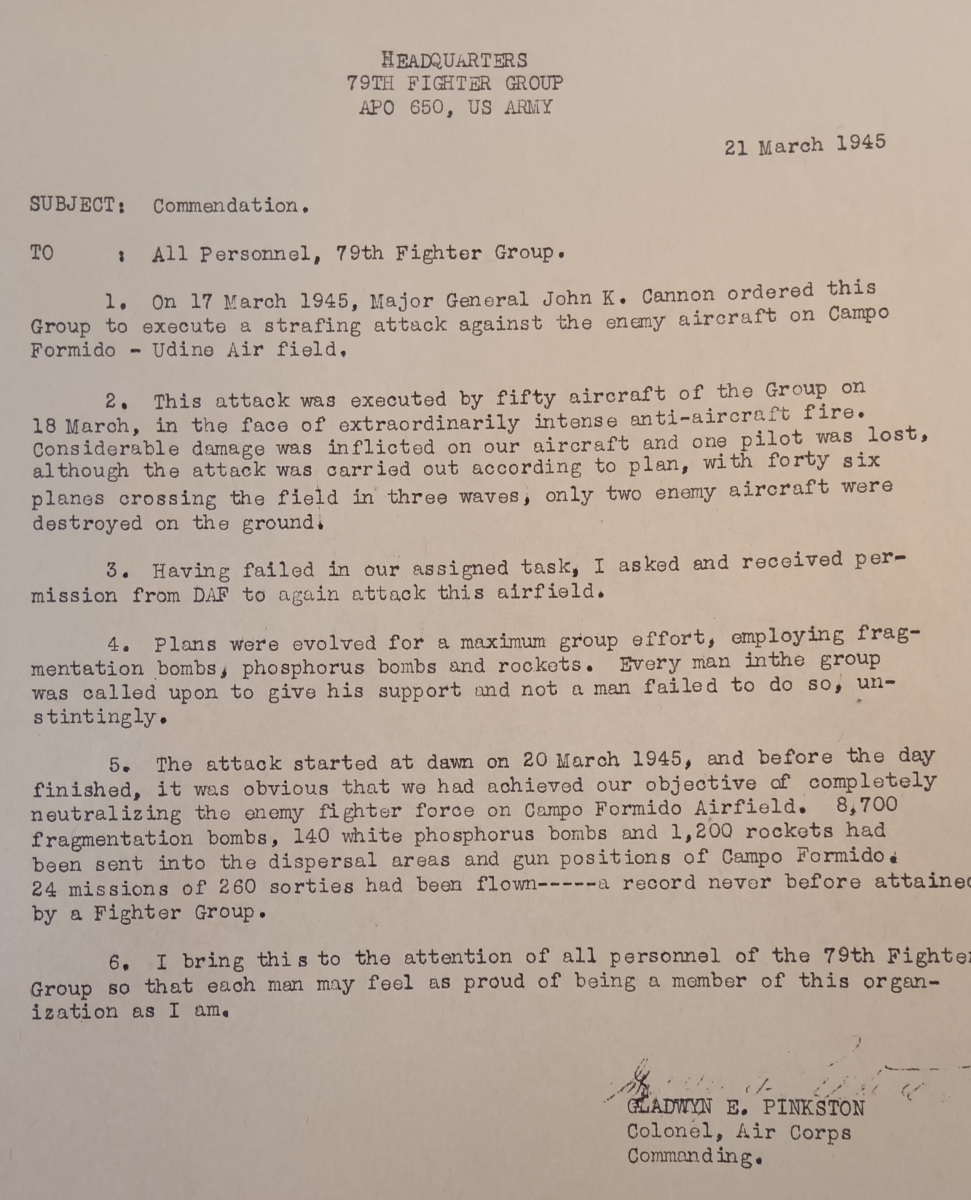 HEADQUARTERS
79TH FIGHTER GROUP
APO 650, US ARMY
21 March 1945
SUBJECT: Commendation.
TO : All Personnel, 79th Fighter Group.
1. On 17 March 1945, Major General John K. Cannon ordered this
Group to execute a strafing attack against the enemy aircraft on Campo
Formido - Udine Air field.
2. This attack was executed by fifty aircraft of the Group on
18 March, in the face of extraordinarily intense anti-aircraft fire.
Considerable damage was inflicted on our aircraft and one pilot was lost,
although the attack was carried out according to plan, with forty six
planes crossing the field in three waves, only two enemy aircraft were
destroyed on the ground.
3. Having failed in our assigned task, I asked and received per-
mission from DAF to again attack this airfield.
4. Plans were evolved for a maximum group effort, employing frag-
mentation bombs, phosphorus bombs and rockets. Every man inthe group
was called upon to give his support and not a man failed to do so, un-
stintingly.
5. The attack started at dawn on 20 March 1945, and before the day
finished, it was obvious that we had achieved our objective of completely
neutralizing the enemy fighter force on Campo Formido Airfield. 8,700
fragmentation bombs, 140 white phosphorus bombs and 1,200 rockets had
been sent into the dispersal areas and gun positions of Campo Formido.
24 missions of 260 sorties had been flown-----a record never before attained
by a Fighter Group.
6. I bring this to the attention of all personnel of the 79th Fighter
Group so that each man may feel as proud of being a member of this organ-
ization as I am.
GLADWYN E. PINKSTON
Colonel, Air Corps
Commanding.